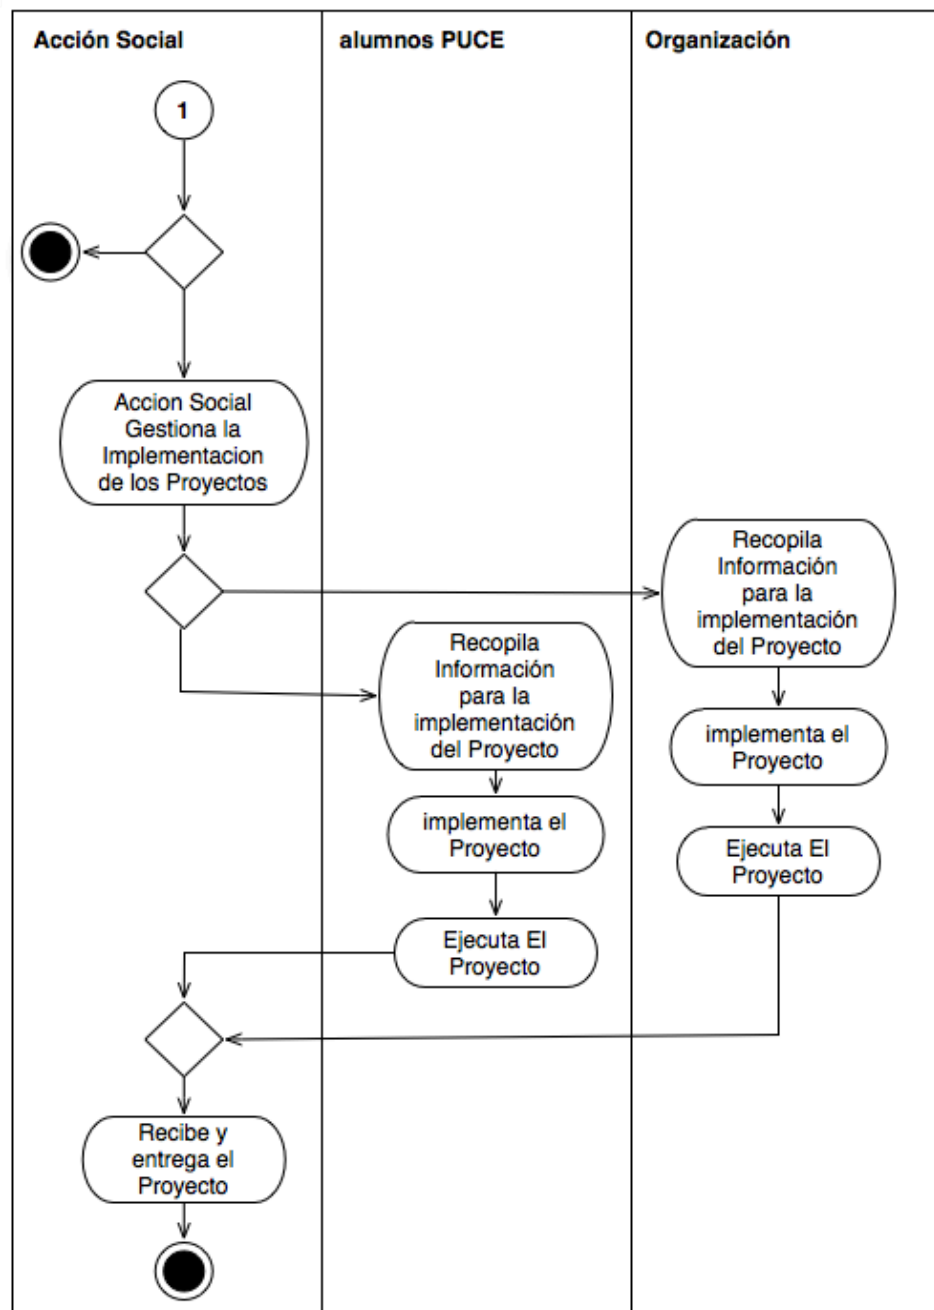 Acción Social
alumnos PUCE
Organización
1
Accion Social
Gestiona la
Implementacion
de los Proyectos
Recopila
Información
para la
implementación
del Proyecto
implementa el
Proyecto
Ejecuta El
Proyecto
Recopila
Información
para la
implementación
del Proyecto
implementa el
Proyecto
Ejecuta El
Proyecto
Recibe y
entrega el
Proyecto